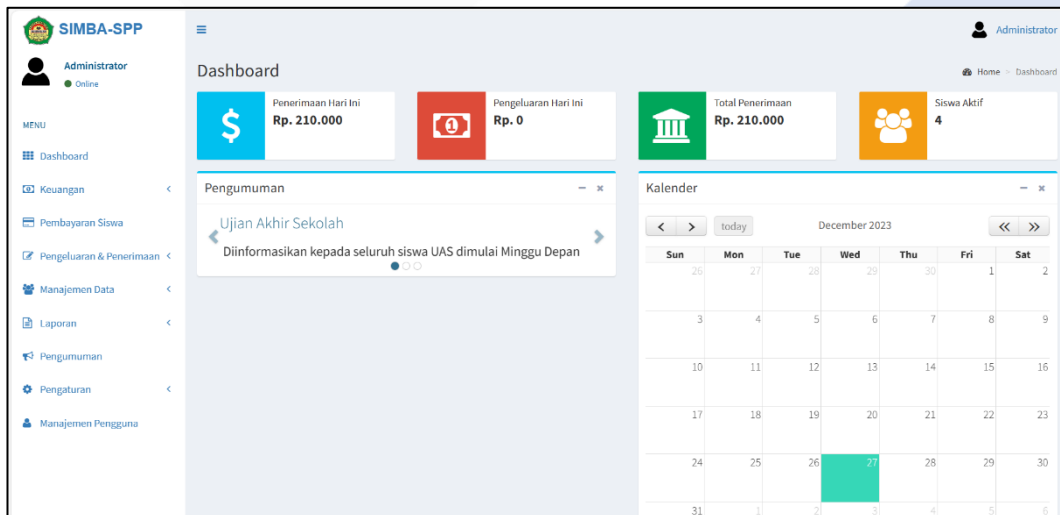 SIMBA-SPP
Administrator
Administrator
Online
MENU
Dashboard
Keuangan
Pembayaran Siswa
Pengeluaran & Penerimaan
Manajemen Data
Laporan
Pengumuman
Pengaturan
Manajemen Pengguna
Dashboard
Home > Dashboard
Penerimaan Hari Ini
Rp. 210.000
Pengeluaran Hari Ini
Rp. 0
Total Penerimaan
Rp. 210.000
Siswa Aktif
4
Pengumuman
Ujian Akhir Sekolah
Diinformasikan kepada seluruh siswa UAS dimulai Minggu Depan
Kalender
today
December 2023
Sun Mon Tue Wed Thu Fri Sat
26 27 28 29 30 1 2
3 4 5 6 7 8 9
10 11 12 13 14 15 16
17 18 19 20 21 22 23
24 25 26 27 28 29 30
31 1 2 3 4 5 6